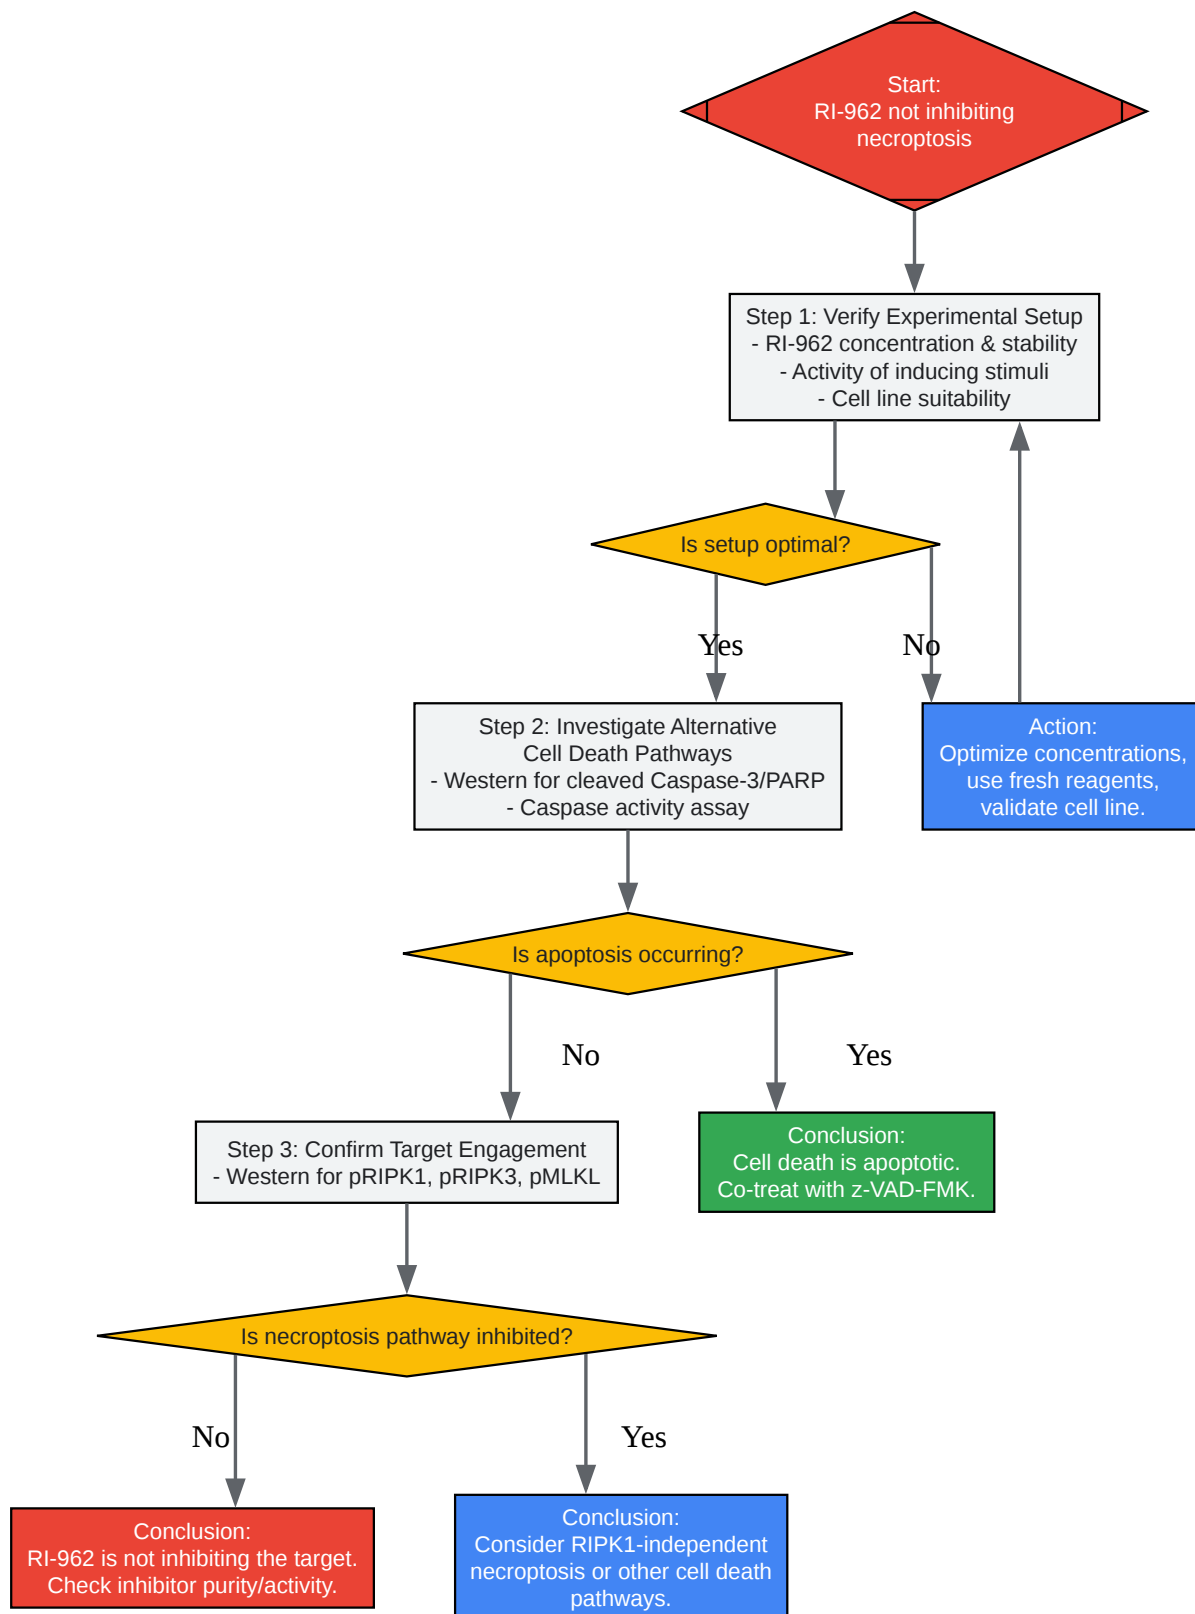 Start:
RI-962 not inhibiting
necroptosis
Step 1: Verify Experimental Setup
- RI-962 concentration & stability
- Activity of inducing stimuli
- Cell line suitability
Is setup optimal?
Yes
No
Step 2: Investigate Alternative
Cell Death Pathways
- Western for cleaved Caspase-3/PARP
- Caspase activity assay
Action:
Optimize concentrations,
use fresh reagents,
validate cell line.
Is apoptosis occurring?
No
Yes
Step 3: Confirm Target Engagement
- Western for pRIPK1, pRIPK3, pMLKL
Conclusion:
Cell death is apoptotic.
Co-treat with z-VAD-FMK.
Is necroptosis pathway inhibited?
No
Yes
Conclusion:
RI-962 is not inhibiting the target.
Check inhibitor purity/activity.
Conclusion:
Consider RIPK1-independent
necroptosis or other cell death
pathways.